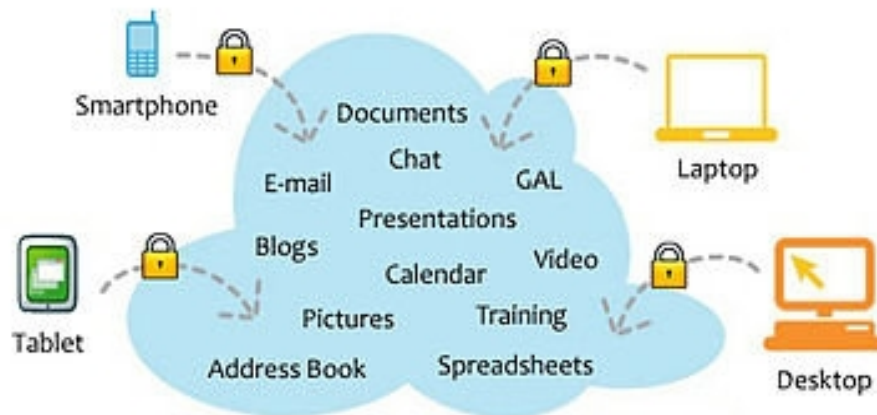 Smartphone
Documents
Chat
E-mail
GAL
Laptop
Presentations
Blogs
Video
Calendar
Tablet
Pictures
Training
Address Book
Spreadsheets
Desktop